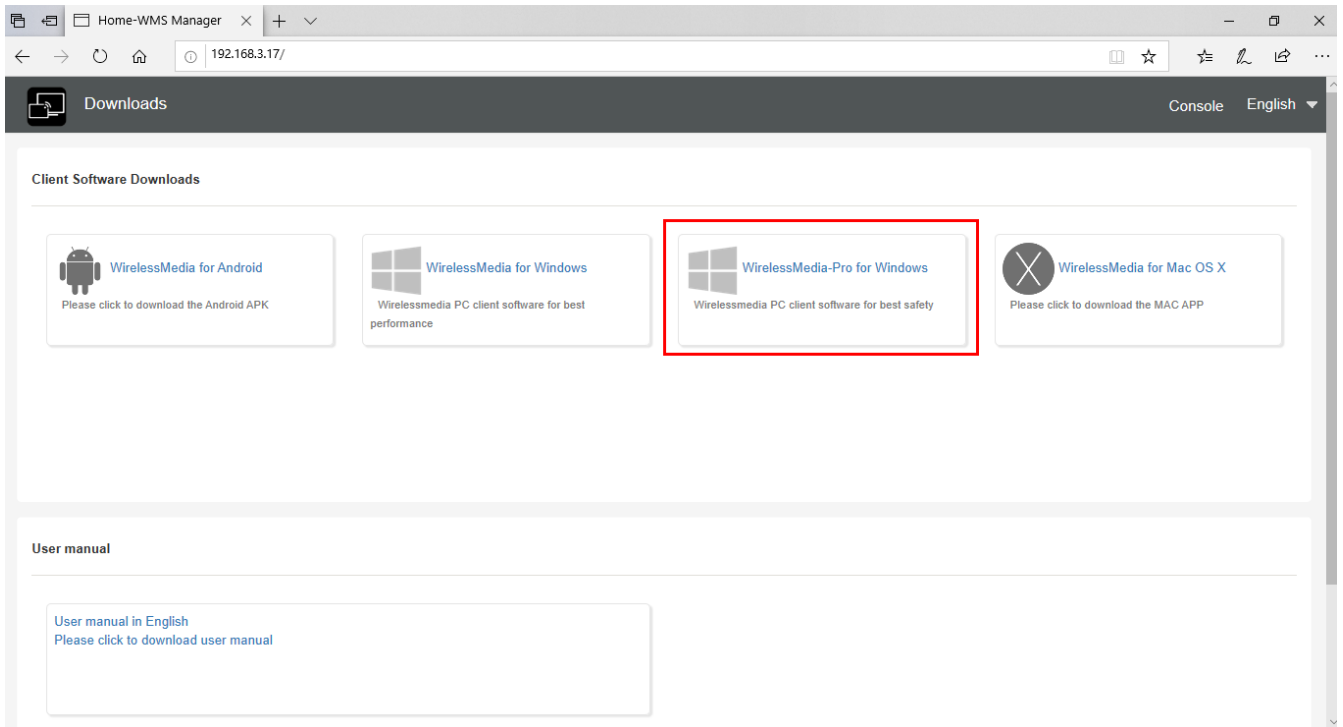 Home-WMS Manager
192.168.3.17/
Downloads
Console
English
Client Software Downloads
WirelessMedia for Android
Please click to download the Android APK
WirelessMedia for Windows
Wirelessmedia PC client software for best
performance
WirelessMedia-Pro for Windows
Wirelessmedia PC client software for best safety
WirelessMedia for Mac OS X
Please click to download the MAC APP
User manual
User manual in English
Please click to download user manual